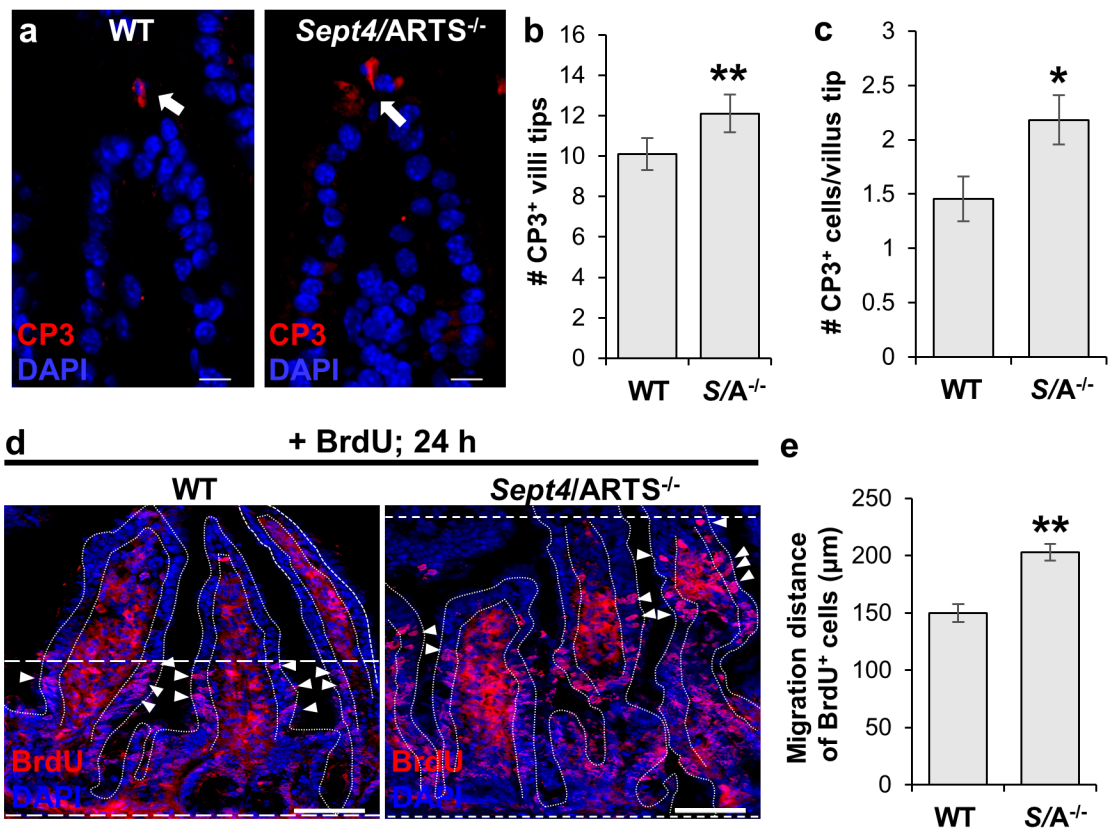 a
WT
Sept4/ARTS-/-
CP3
DAPI
CP3
DAPI
b
# CP3+ villi tips
16
14
12
10
8
6
4
2
0
**
WT
S/A-/-
c
# CP3+ cells/villus tip
3
2.5
2
1.5
1
0.5
0
*
WT
S/A-/-
d
+ BrdU; 24 h
WT
Sept4/ARTS-/-
BrdU
DAPI
BrdU
DAPI
e
Migration distance
of BrdU+ cells (µm)
250
200
150
100
50
0
**
WT
S/A-/-